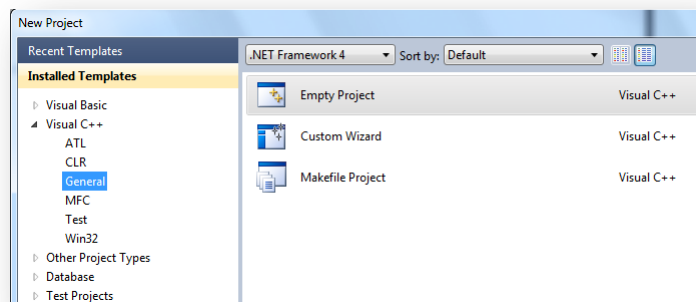 New Project
Recent Templates
.NET Framework 4
Sort by: Default
Installed Templates
Visual Basic
Visual C++
ATL
CLR
General
MFC
Test
Win32
Other Project Types
Database
Test Projects
Empty Project Visual C++
Custom Wizard Visual C++
Makefile Project Visual C++